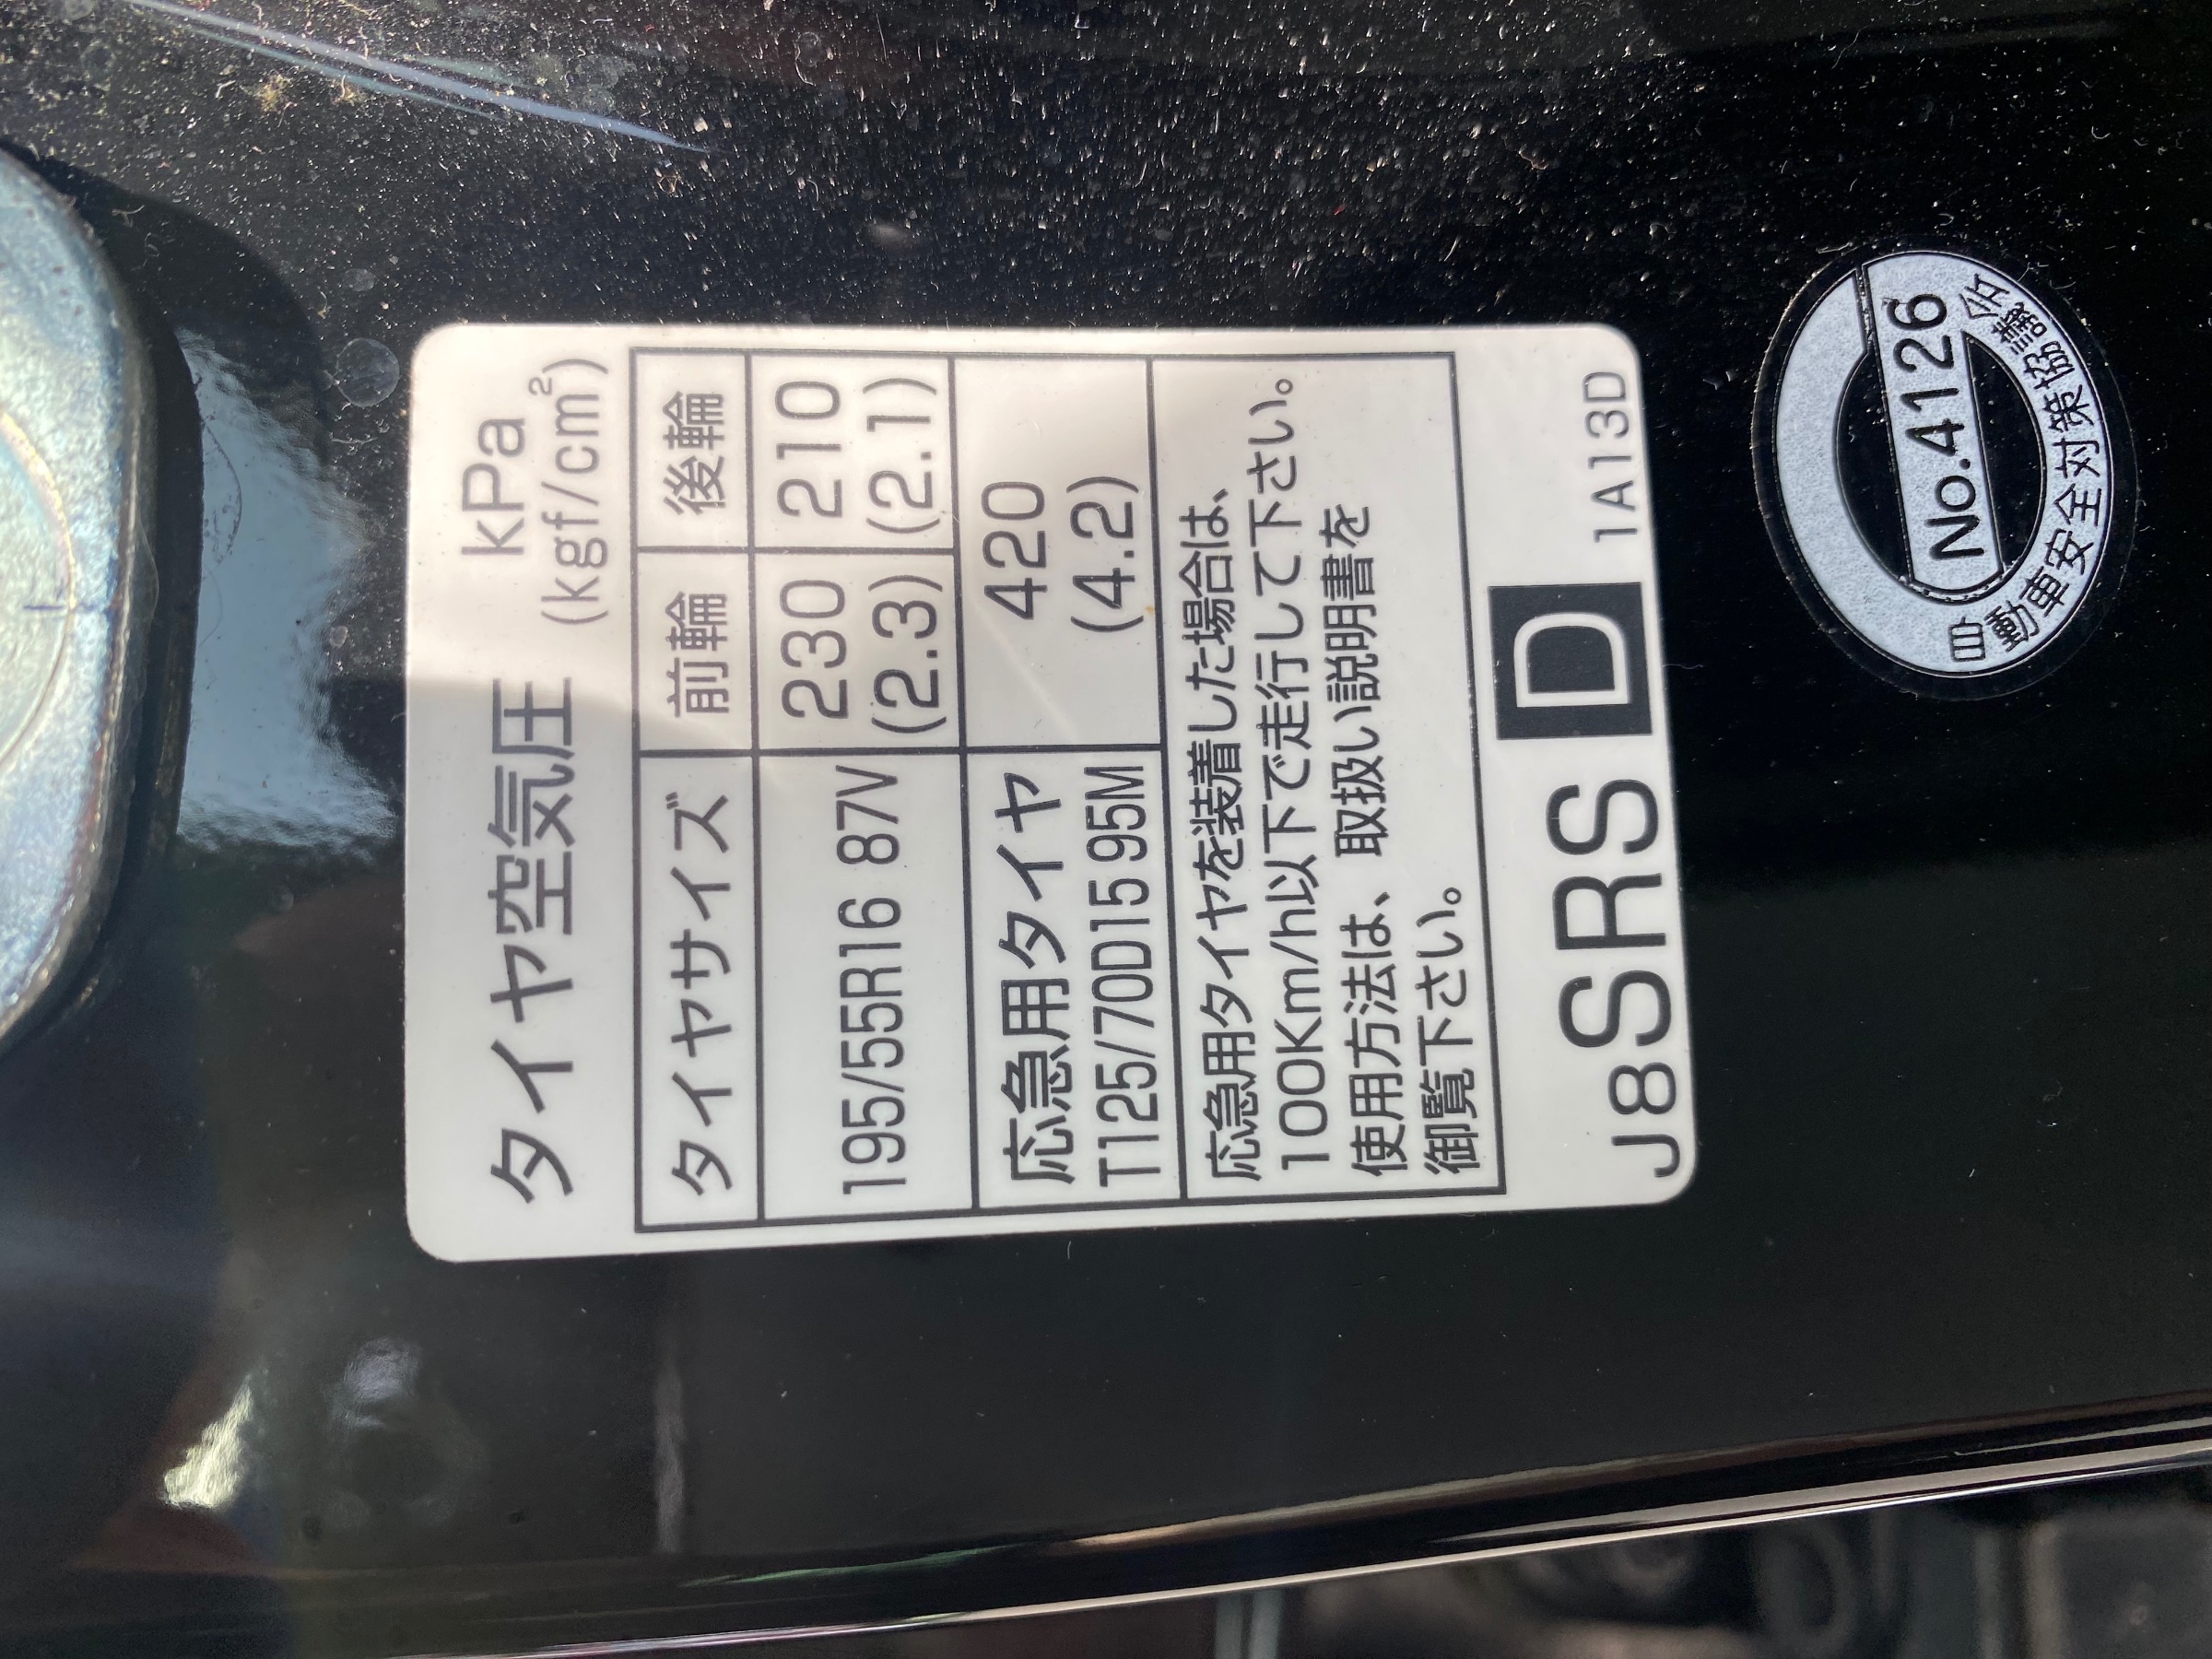 タイヤ空気圧 kPa
(kgf/cm²)
タイヤサイズ 前輪 後輪
195/55R16 87V 230 210
(2.3) (2.1)
応急用タイヤ 420
T125/70D15 95M (4.2)
応急用タイヤを装着した場合は、
100Km/h以下で走行して下さい。
使用方法は、取扱い説明書を
御覧下さい。
J8SRS D 1A13D
No.4126
自動車安全対策協議会